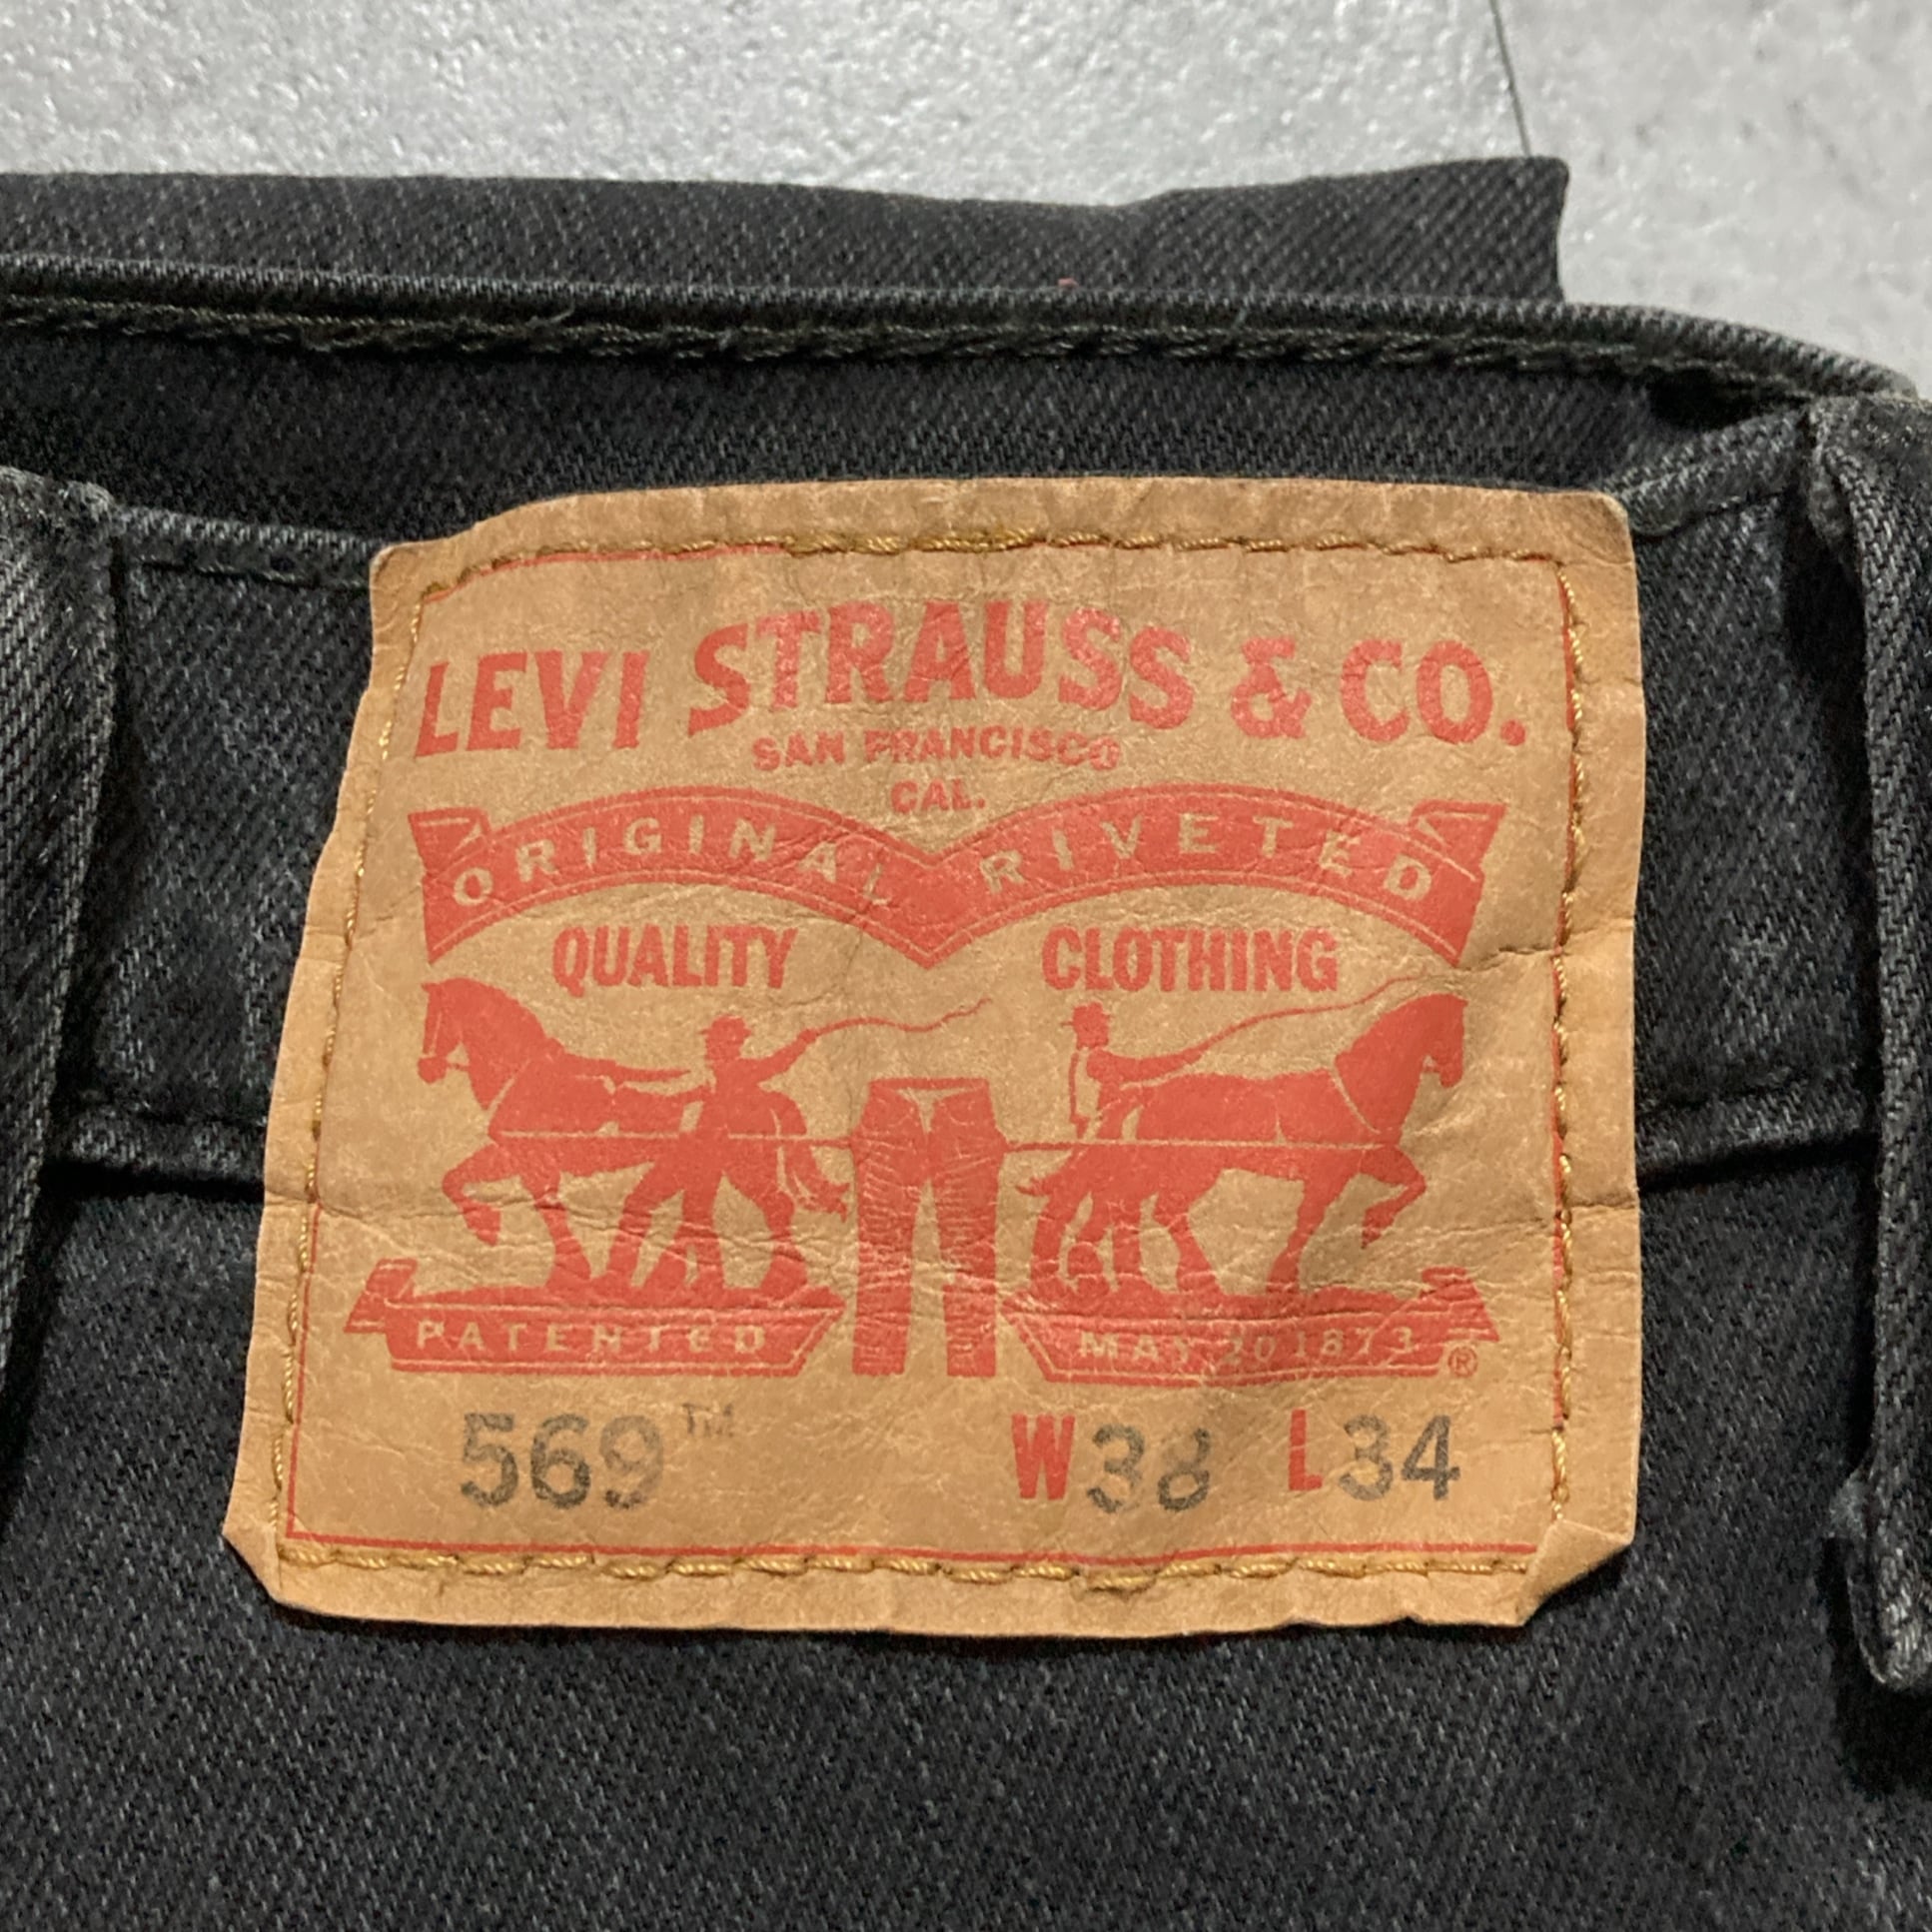 LEVI STRAUSS & CO.
SAN FRANCISCO
CAL.
ORIGINAL RIVETED
QUALITY CLOTHING
PATENTED MAY 20 1873 ®
569™ W38 L34